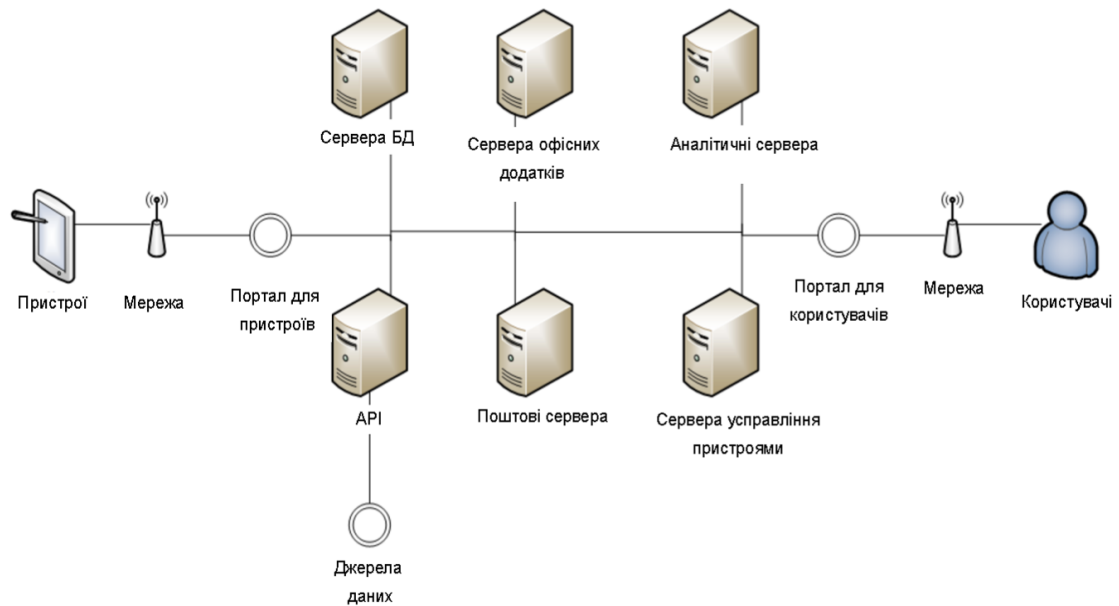 Сервера БД
Сервера офісних
додатків
Аналітичні сервера
Пристрої
Мережа
Портал для
пристроїв
Портал для
користувачів
Мережа
Користувачі
API
Поштові сервера
Сервера усправління
пристроями
Джерела
даних